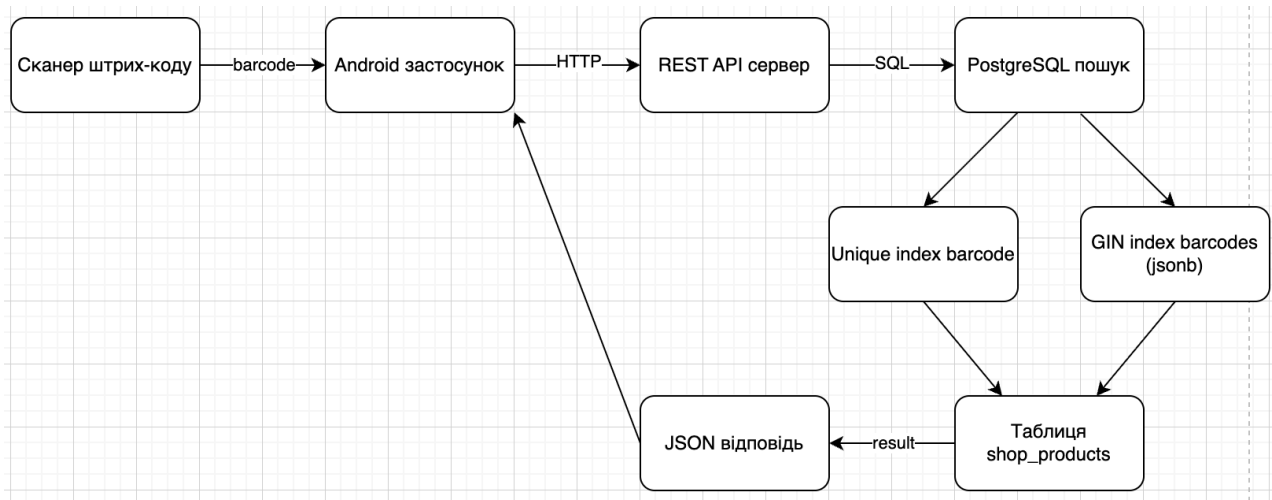 Сканер штрих-коду
barcode
Android застосунок
HTTP
REST API сервер
SQL
PostgreSQL пошук
Unique index barcode
GIN index barcodes
(jsonb)
JSON відповідь
result
Таблиця
shop_products